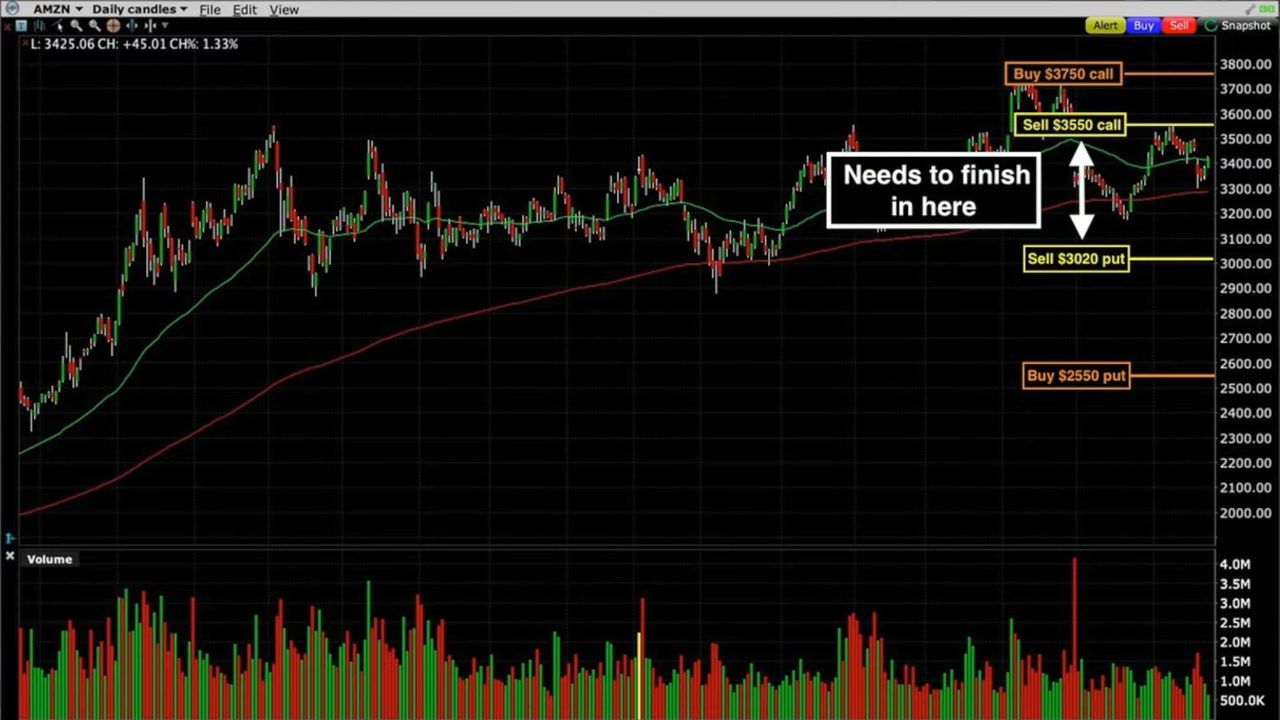 AMZN Daily candles File Edit View
Alert Buy Sell Snapshot
L: 3425.06 CH: +45.01 CH%: 1.33%
3800.00
Buy $3750 call
3700.00
3600.00
Sell $3550 call
3500.00
3400.00
Needs to finish
in here
3300.00
3200.00
3100.00
Sell $3020 put
3000.00
2900.00
2800.00
2700.00
2600.00
Buy $2550 put
2500.00
2400.00
2300.00
2200.00
2100.00
2000.00
Volume
4.0M
3.5M
3.0M
2.5M
2.0M
1.5M
1.0M
500.0K